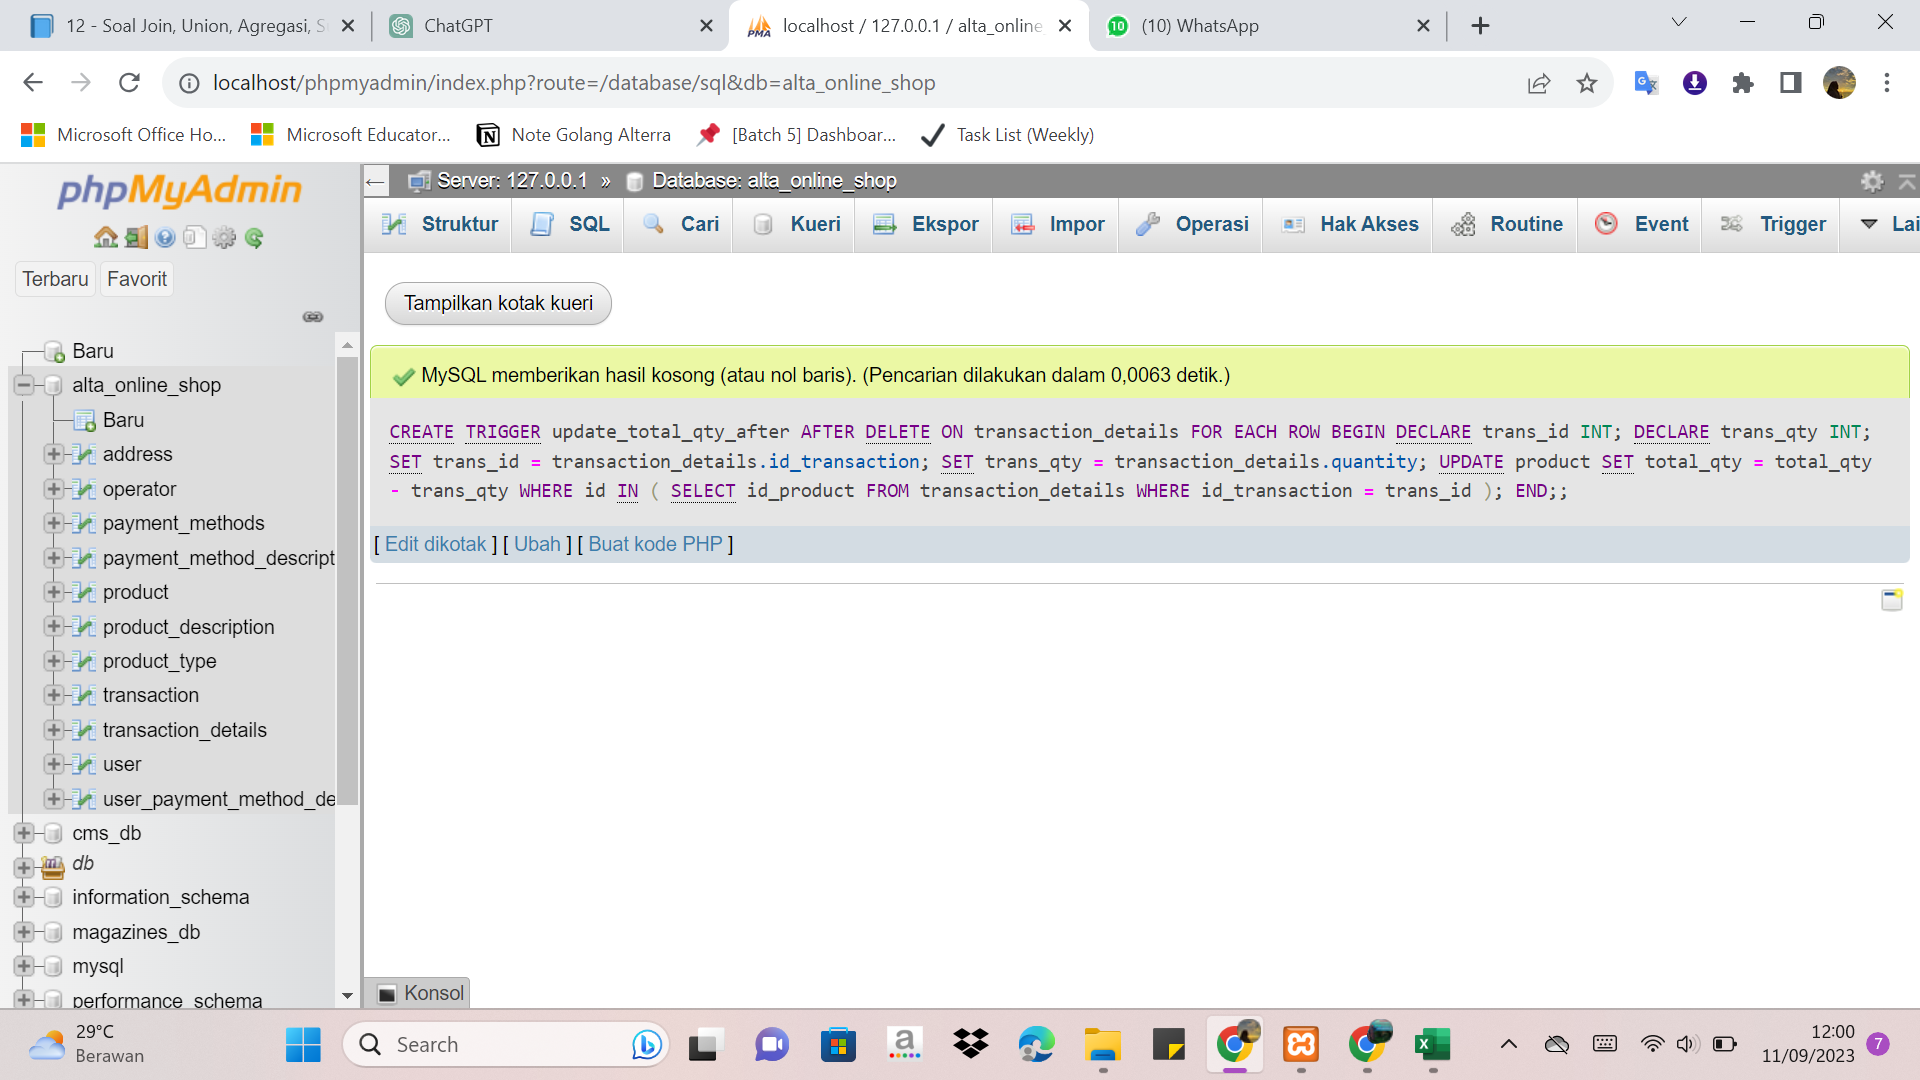 12 - Soal Join, Union, Agregasi, S
ChatGPT
localhost / 127.0.0.1 / alta_online
(10) WhatsApp
localhost/phpmyadmin/index.php?route=/database/sql&db=alta_online_shop
Microsoft Office Ho...
Microsoft Educator...
Note Golang Alterra
[Batch 5] Dashboar...
Task List (Weekly)
phpMyAdmin
Terbaru
Favorit
Baru
alta_online_shop
Baru
address
operator
payment_methods
payment_method_descript
product
product_description
product_type
transaction
transaction_details
user
user_payment_method_de
cms_db
db
information_schema
magazines_db
mysql
performance_schema
Server: 127.0.0.1 » Database: alta_online_shop
Struktur
SQL
Cari
Kueri
Ekspor
Impor
Operasi
Hak Akses
Routine
Event
Trigger
Lai
Tampilkan kotak kueri
MySQL memberikan hasil kosong (atau nol baris). (Pencarian dilakukan dalam 0,0063 detik.)
CREATE TRIGGER update_total_qty_after AFTER DELETE ON transaction_details FOR EACH ROW BEGIN DECLARE trans_id INT; DECLARE trans_qty INT;
SET trans_id = transaction_details.id_transaction; SET trans_qty = transaction_details.quantity; UPDATE product SET total_qty = total_qty
- trans_qty WHERE id IN ( SELECT id_product FROM transaction_details WHERE id_transaction = trans_id ); END;;
[ Edit dikotak ] [ Ubah ] [ Buat kode PHP ]
Konsol
29°C
Berawan
Search
12:00
11/09/2023
7